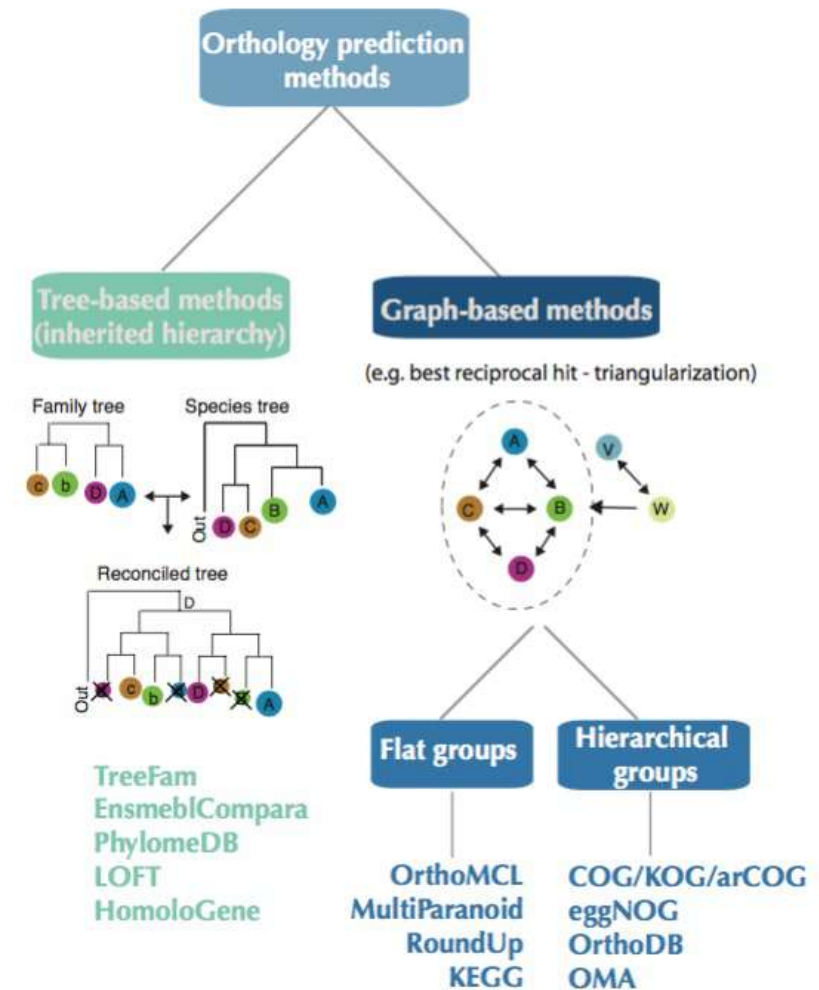 Orthology prediction
methods
Tree-based methods
(inherited hierarchy)
Graph-based methods
(e.g. best reciprocal hit - triangularization)
Family tree
Species tree
c b D A
Out D C B A
A
C B
D
V
W
Reconciled tree
D
Out c b D A
Flat groups
Hierarchical
groups
TreeFam
EnsmeblCompara
PhylomeDB
LOFT
HomoloGene
OrthoMCL
MultiParanoid
RoundUp
KEGG
COG/KOG/arCOG
eggNOG
OrthoDB
OMA